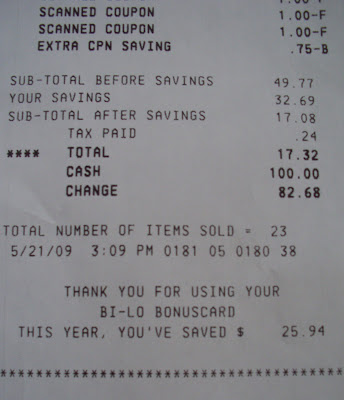 SCANNED COUPON 1.00-F
SCANNED COUPON 1.00-F
EXTRA CPN SAVING .75-B
SUB-TOTAL BEFORE SAVINGS 49.77
YOUR SAVINGS 32.69
SUB-TOTAL AFTER SAVINGS 17.08
TAX PAID .24
**** TOTAL 17.32
CASH 100.00
CHANGE 82.68
TOTAL NUMBER OF ITEMS SOLD = 23
5/21/09 3:09 PM 0181 05 0180 38
THANK YOU FOR USING YOUR
BI-LO BONUSCARD
THIS YEAR, YOU'VE SAVED $ 25.94
****************************************